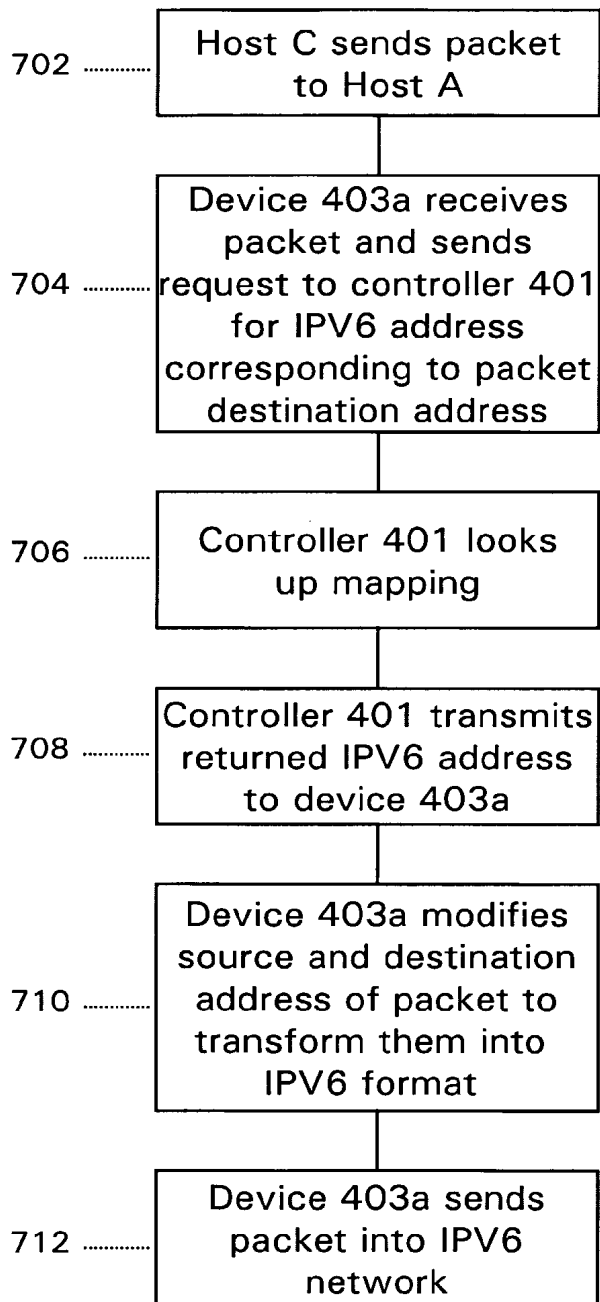 Host C sends packet
702
to Host A
Device 403a receives
packet and sends
704
request to controller 401
for IPV6 address
corresponding to packet
destination address
706
Controller 401 looks
up mapping
Controller 401 transmits
708
returned IPV6 address
to device 403a
Device 403a modifies
source and destination
710
address of packet to
transform them into
IPV6 format
Device 403a sends
712
packet into IPV6
network